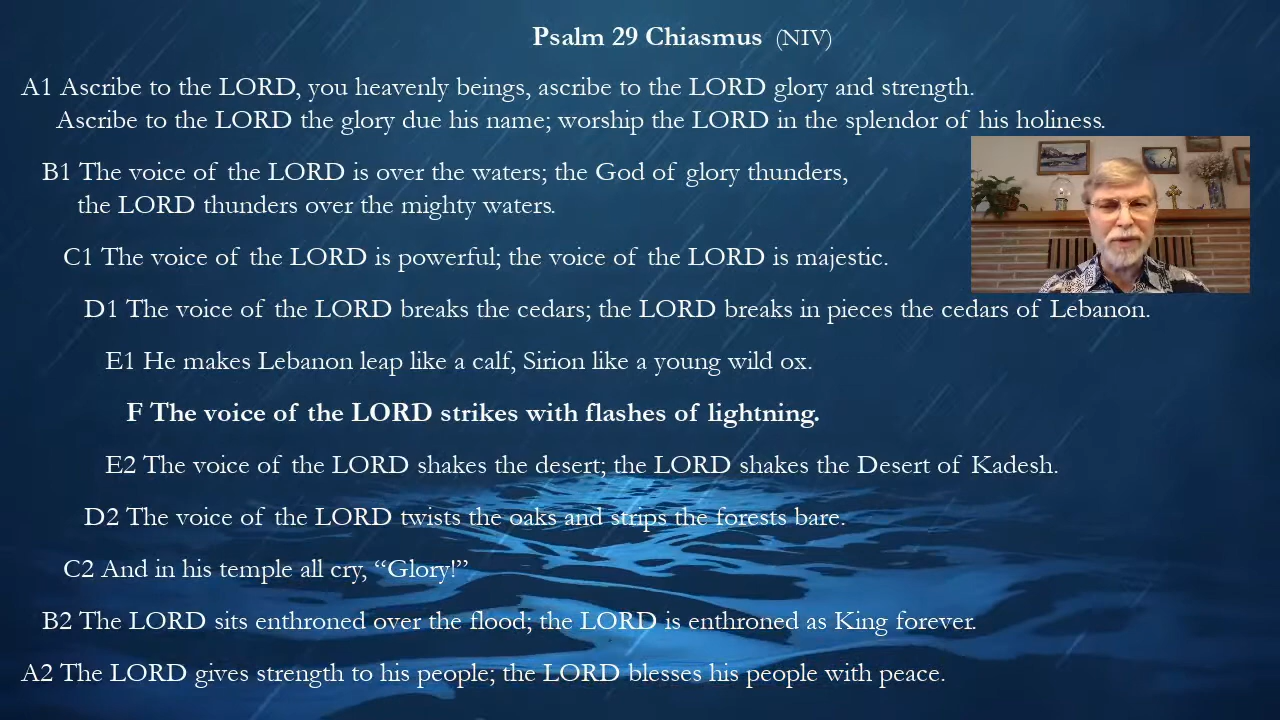 Psalm 29 Chiasmus (NIV)
A1 Ascribe to the LORD, you heavenly beings, ascribe to the LORD glory and strength.
Ascribe to the LORD the glory due his name; worship the LORD in the splendor of his holiness.
B1 The voice of the LORD is over the waters; the God of glory thunders,
the LORD thunders over the mighty waters.
C1 The voice of the LORD is powerful; the voice of the LORD is majestic.
D1 The voice of the LORD breaks the cedars; the LORD breaks in pieces the cedars of Lebanon.
E1 He makes Lebanon leap like a calf, Sirion like a young wild ox.
F The voice of the LORD strikes with flashes of lightning.
E2 The voice of the LORD shakes the desert; the LORD shakes the Desert of Kadesh.
D2 The voice of the LORD twists the oaks and strips the forests bare.
C2 And in his temple all cry, “Glory!”
B2 The LORD sits enthroned over the flood; the LORD is enthroned as King forever.
A2 The LORD gives strength to his people; the LORD blesses his people with peace.